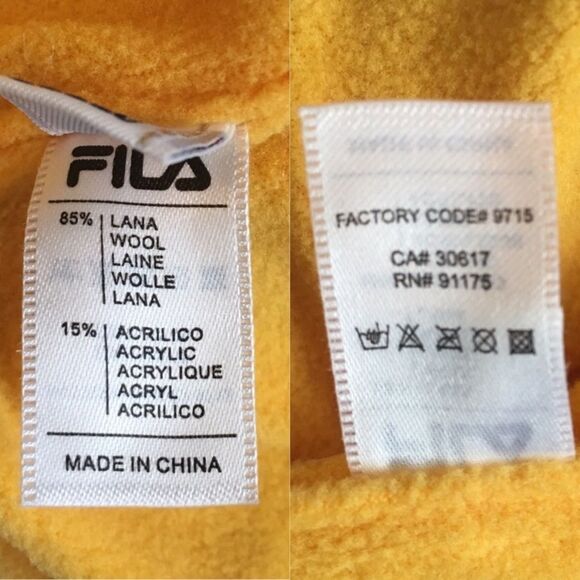 FILA
85% LANA
WOOL
LAINE
WOLLE
LANA
15% ACRILICO
ACRYLIC
ACRYLIQUE
ACRYL
ACRILICO
MADE IN CHINA
FACTORY CODE# 9715
CA# 30617
RN# 91175